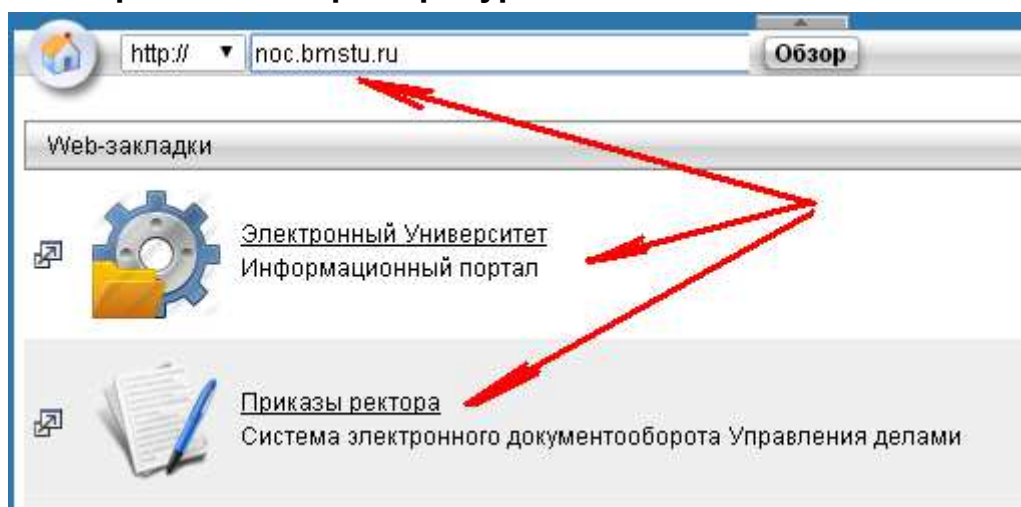 http:// noc.bmstu.ru Обзор
Web-закладки
Электронный Университет
Информационный портал
Приказы ректора
Система электронного документооборота Управления делами